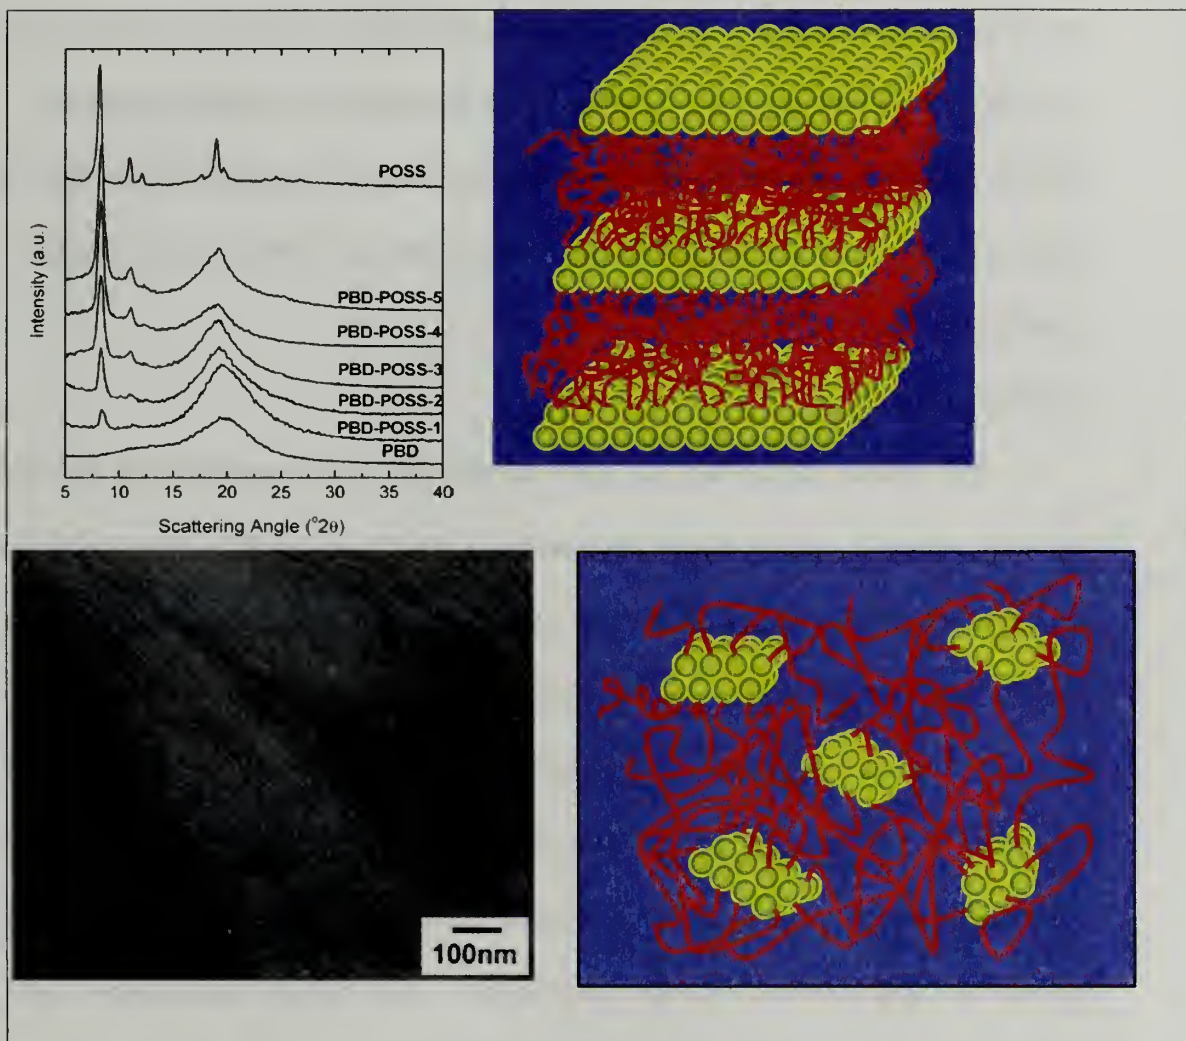 Intensity (a.u.)
POSS
PBD-POSS-5
PBD-POSS-4
PBD-POSS-3
PBD-POSS-2
PBD-POSS-1
PBD
5 10 15 20 25 30 35 40
Scattering Angle (°2θ)
100nm